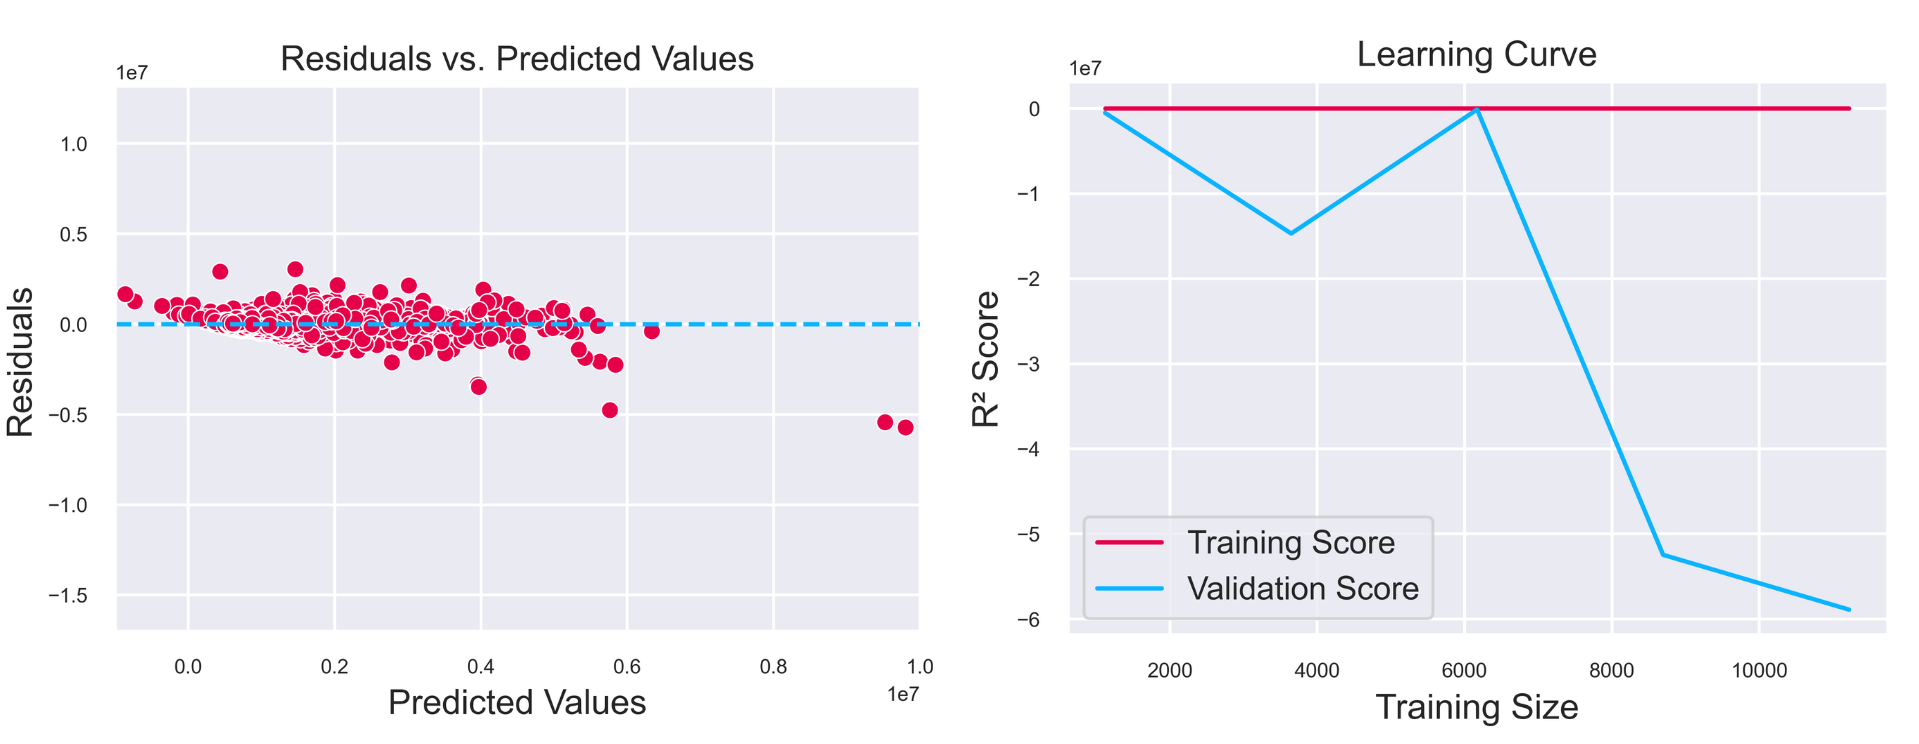 Residuals vs. Predicted Values
1e7
1.0
0.5
0.0
−0.5
−1.0
−1.5
Residuals
0.0 0.2 0.4 0.6 0.8 1.0
1e7
Predicted Values
Learning Curve
1e7
0
−1
−2
−3
−4
−5
−6
R² Score
Training Score
Validation Score
2000 4000 6000 8000 10000
Training Size